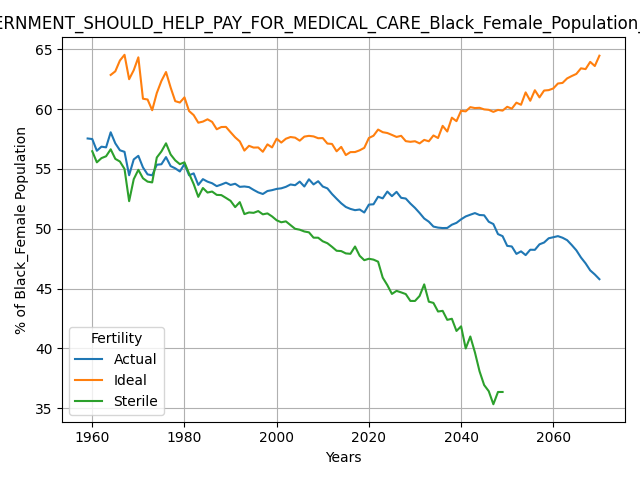 ERNMENT_SHOULD_HELP_PAY_FOR_MEDICAL_CARE_Black_Female_Population_
65
60
55
50
45
40
35
% of Black_Female Population
Fertility
Actual
Ideal
Sterile
1960 1980 2000 2020 2040 2060
Years